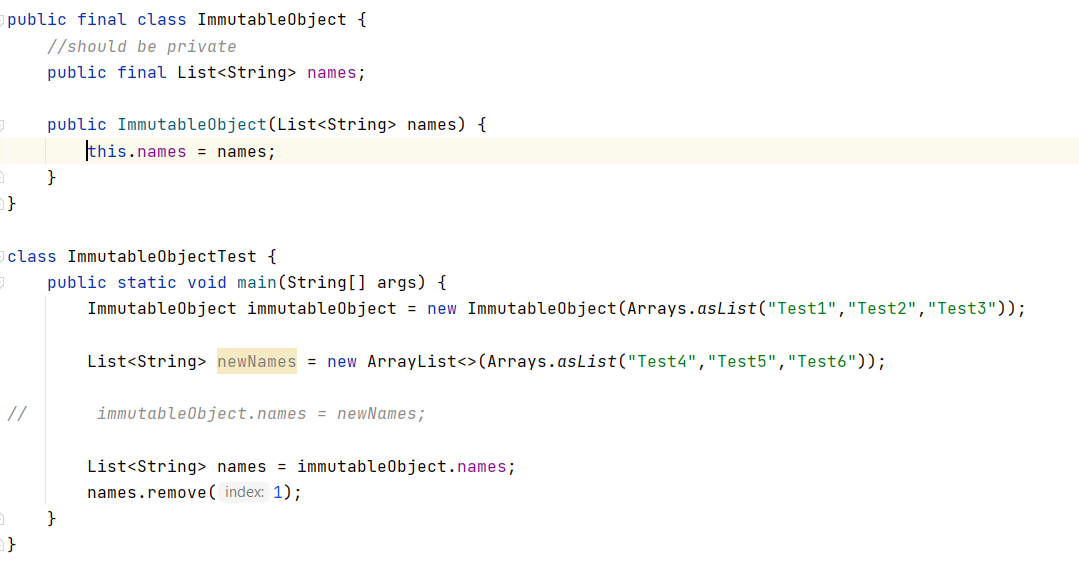 public final class ImmutableObject {
    //should be private
    public final List<String> names;

    public ImmutableObject(List<String> names) {
        this.names = names;
    }
}

class ImmutableObjectTest {
    public static void main(String[] args) {
        ImmutableObject immutableObject = new ImmutableObject(Arrays.asList("Test1","Test2","Test3"));

        List<String> newNames = new ArrayList<>(Arrays.asList("Test4","Test5","Test6"));

//       immutableObject.names = newNames;

        List<String> names = immutableObject.names;
        names.remove( index: 1);
    }
}